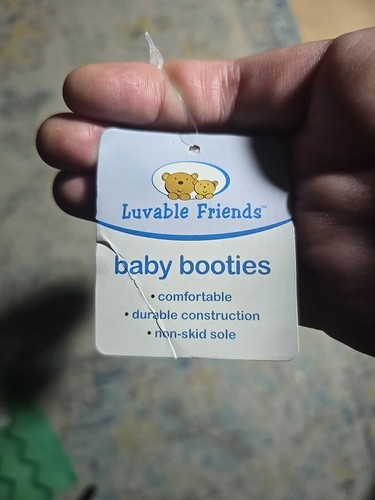 Luvable Friends™
baby booties
• comfortable
• durable construction
• non-skid sole